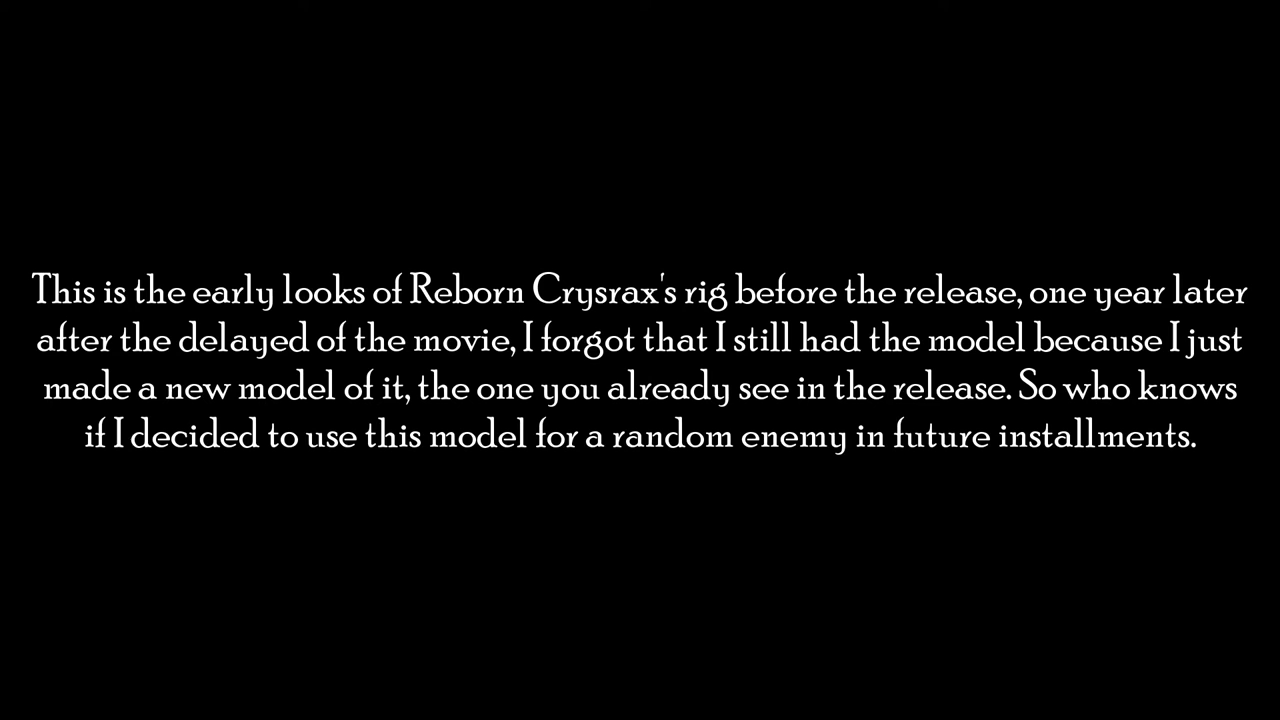 This is the early looks of Reborn Crysrax's rig before the release, one year later
after the delayed of the movie, I forgot that I still had the model because I just
made a new model of it, the one you already see in the release. So who knows
if I decided to use this model for a random enemy in future installments.